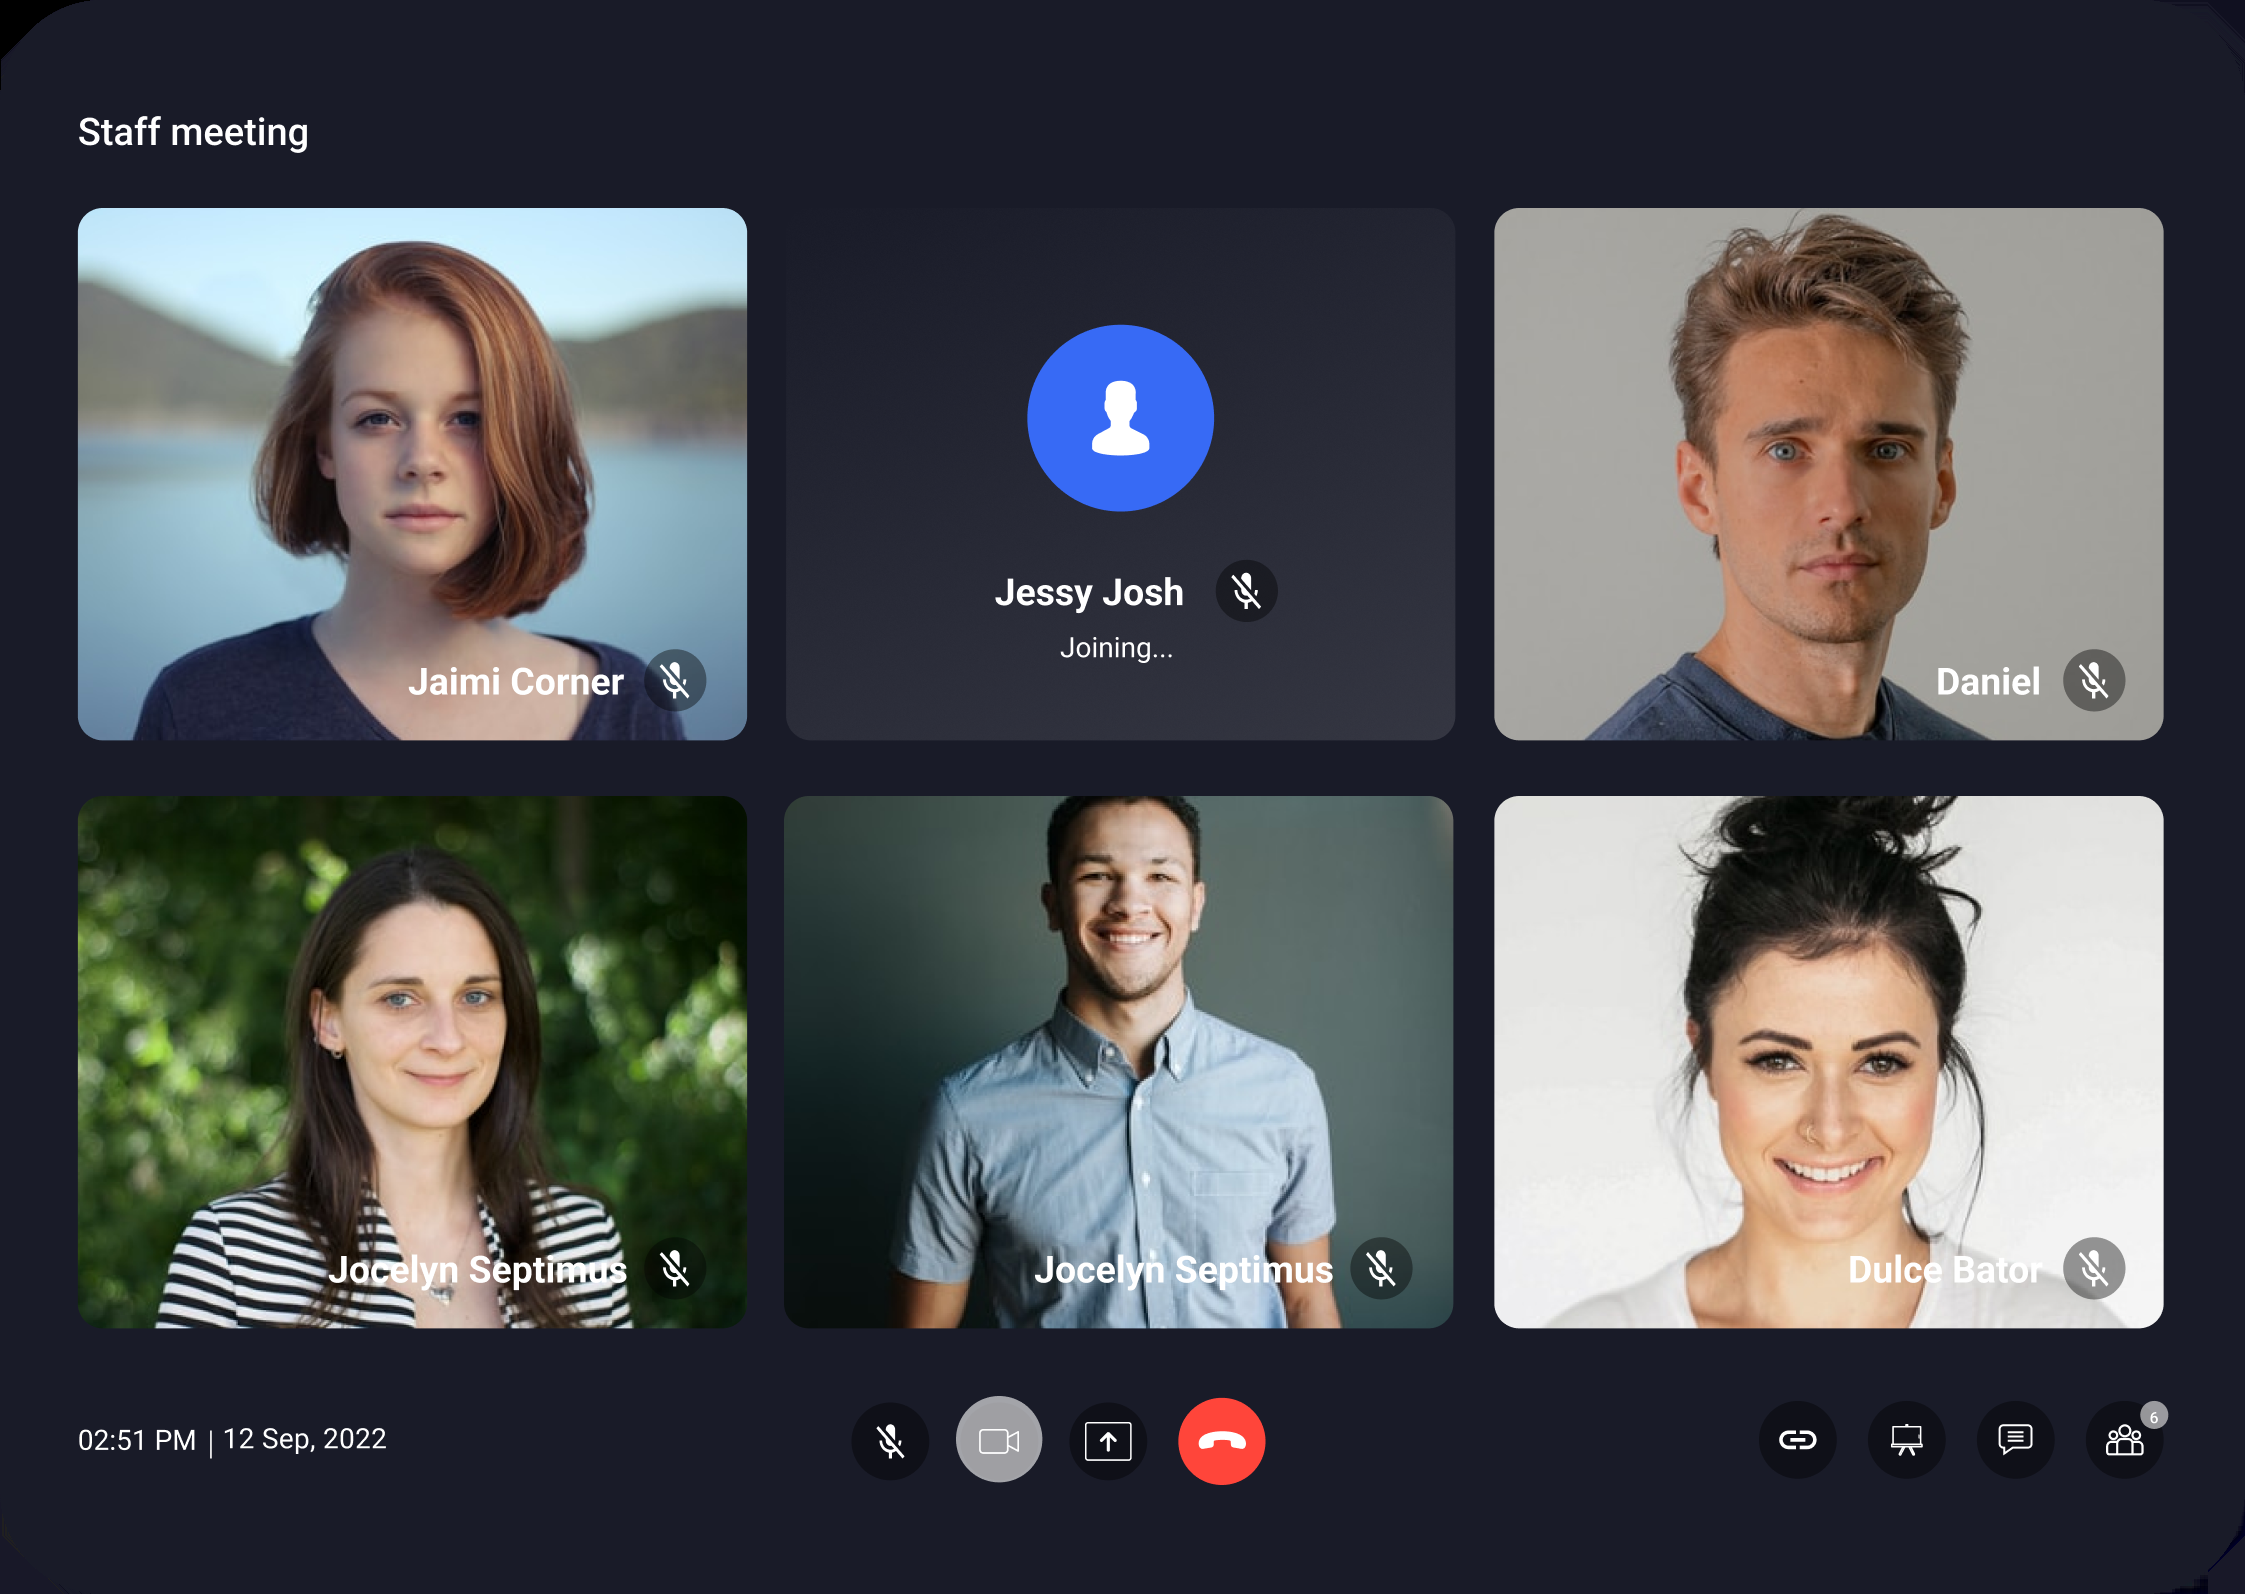 Staff meeting
Jaimi Corner
Jessy Josh
Joining...
Daniel
Jocelyn Septimus
Jocelyn Septimus
Dulce Bator
02:51 PM | 12 Sep, 2022
6